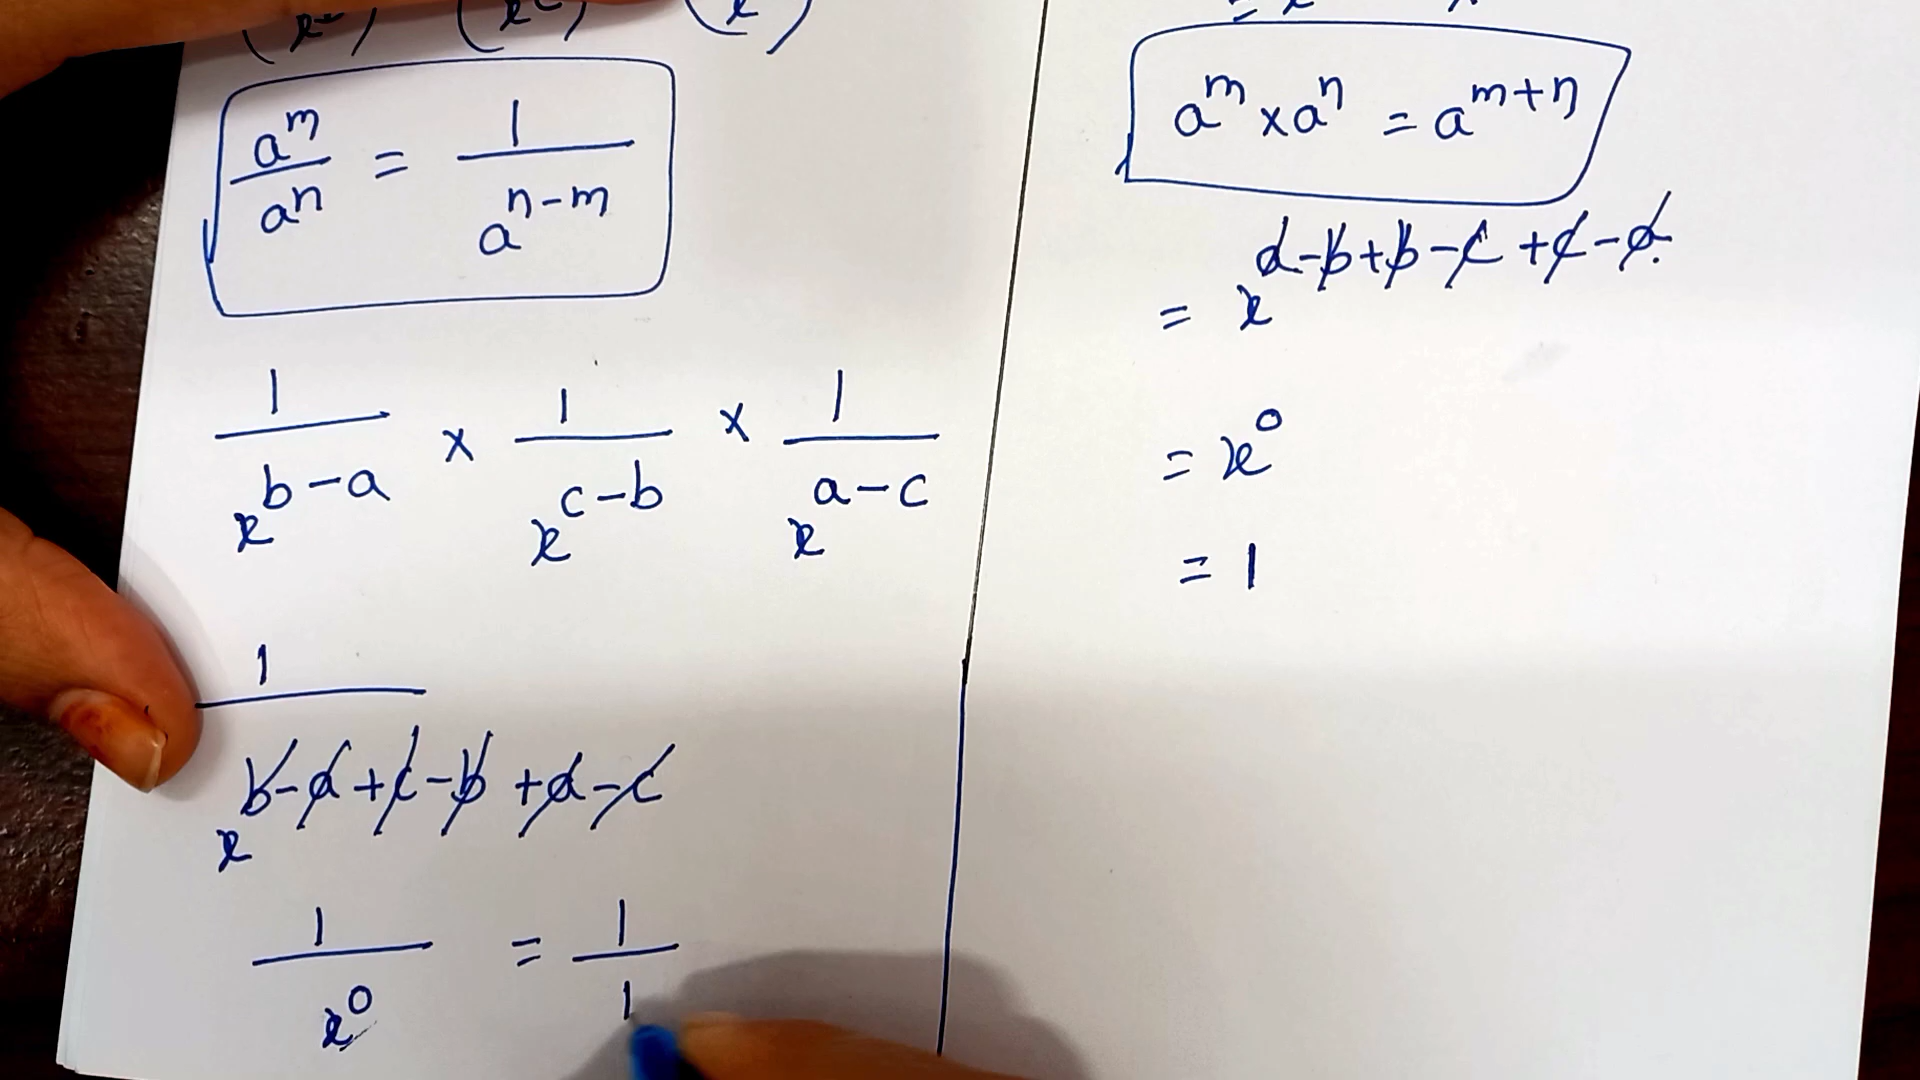 a^m / a^n = 1 / a^(n-m)
1 / x^(b-a) × 1 / x^(c-b) × 1 / x^(a-c)
1 / x^(b-a+c-b+a-c)
1 / x^0 = 1 / 1
a^m × a^n = a^(m+n)
= x^(a-b+b-c+c-a)
= x^0
= 1